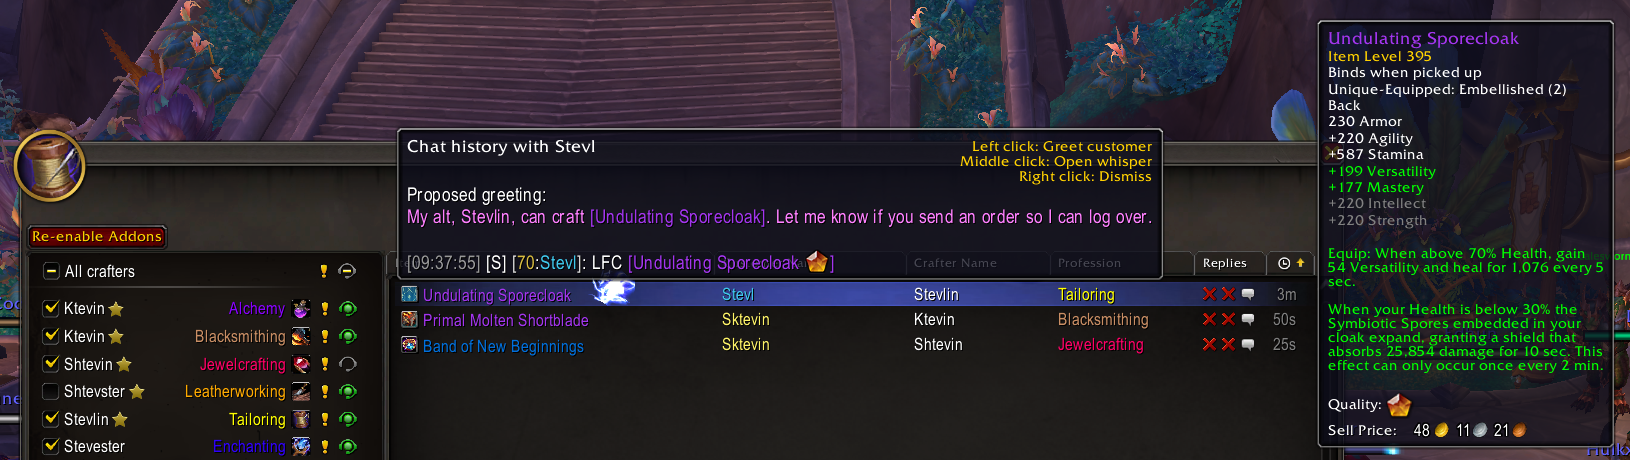 Re-enable Addons
All crafters
Ktevin Alchemy
Ktevin Blacksmithing
Shtevin Jewelcrafting
Shtevster Leatherworking
Stevlin Tailoring
Stevester Enchanting
Chat history with Stevl
Left click: Greet customer
Middle click: Open whisper
Right click: Dismiss
Proposed greeting:
My alt, Stevlin, can craft [Undulating Sporecloak]. Let me know if you send an order so I can log over.
[09:37:55] [S] [70:Stevl]: LFC [Undulating Sporecloak ]
Crafter Name Profession Replies
Undulating Sporecloak Stevl Stevlin Tailoring 3m
Primal Molten Shortblade Sktevin Ktevin Blacksmithing 50s
Band of New Beginnings Sktevin Shtevin Jewelcrafting 25s
Undulating Sporecloak
Item Level 395
Binds when picked up
Unique-Equipped: Embellished (2)
Back
230 Armor
+220 Agility
+587 Stamina
+199 Versatility
+177 Mastery
+220 Intellect
+220 Strength
Equip: When above 70% Health, gain
54 Versatility and heal for 1,076 every 5
sec.
When your Health is below 30% the
Symbiotic Spores embedded in your
cloak expand, granting a shield that
absorbs 25,854 damage for 10 sec. This
effect can only occur once every 2 min.
Quality:
Sell Price: 48 11 21